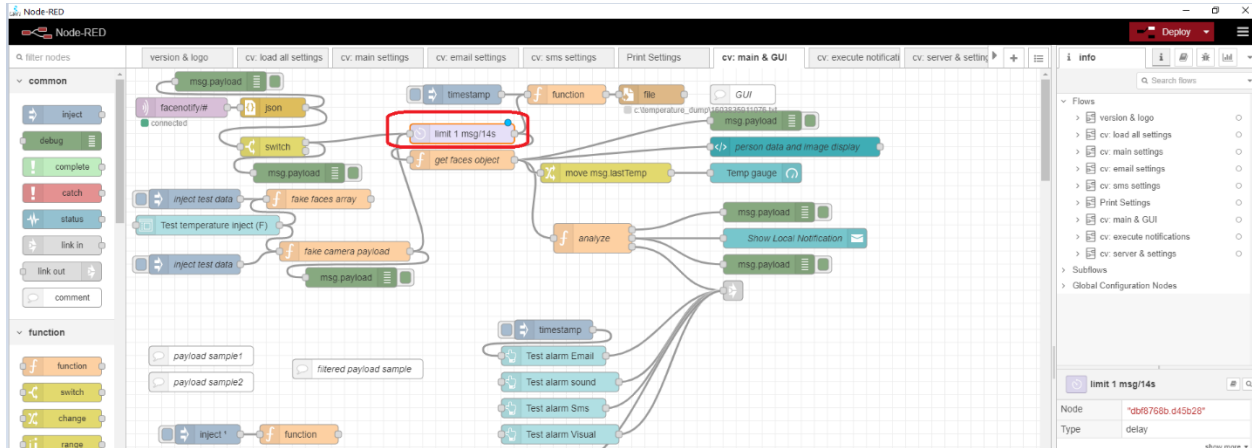 Node-RED
Node-RED
Deploy
filter nodes
version & logo
cv: load all settings
cv: main settings
cv: email settings
cv: sms settings
Print Settings
cv: main & GUI
cv: execute notificati
cv: server & setting
info
Search flows
common
inject
debug
complete
catch
status
link in
link out
comment
function
function
switch
change
range
msg.payload
facenotify/#
connected
json
switch
msg.payload
inject test data
fake faces array
Test temperature inject (F)
fake camera payload
inject test data
msg.payload
timestamp
function
file
limit 1 msg/14s
get faces object
GUI
msg.payload
person data and image display
move msg.lastTemp
Temp gauge
analyze
msg.payload
Show Local Notification
msg.payload
timestamp
Test alarm Email
Test alarm sound
Test alarm Sms
Test alarm Visual
payload sample1
payload sample2
filtered payload sample
inject *
function
Flows
version & logo
cv: load all settings
cv: main settings
cv: email settings
cv: sms settings
Print Settings
cv: main & GUI
cv: execute notifications
cv: server & settings
Subflows
Global Configuration Nodes
limit 1 msg/14s
Node "dbf8768b.d45b28"
Type delay
show more